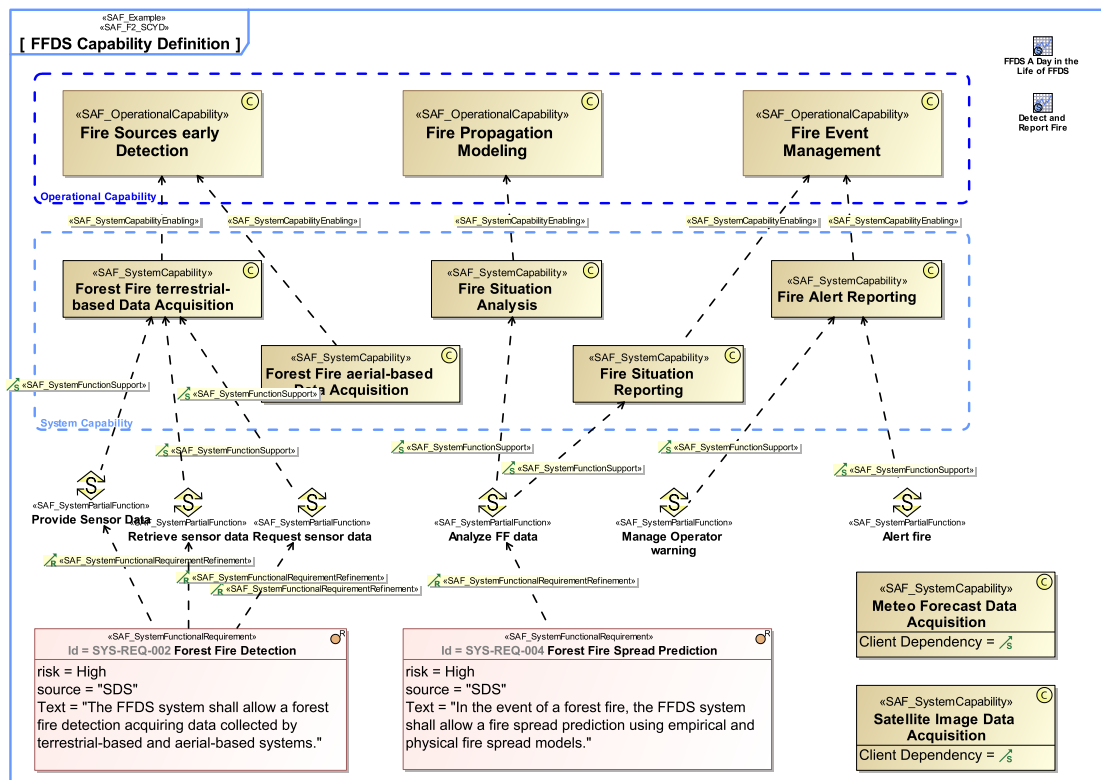 «SAF_Example»
«SAF_F2_SCYD»
[ FFDS Capability Definition ]
FFDS A Day in the
Life of FFDS
Detect and
Report Fire
«SAF_OperationalCapability»
Fire Sources early
Detection
C
«SAF_OperationalCapability»
Fire Propagation
Modeling
C
«SAF_OperationalCapability»
Fire Event
Management
C
Operational Capability
«SAF_SystemCapabilityEnabling»
«SAF_SystemCapabilityEnabling»
«SAF_SystemCapabilityEnabling»
«SAF_SystemCapabilityEnabling»
«SAF_SystemCapabilityEnabling»
«SAF_SystemCapability»
Forest Fire terrestrial-
based Data Acquisition
C
«SAF_SystemCapability»
Fire Situation
Analysis
C
«SAF_SystemCapability»
Fire Alert Reporting
C
«SAF_SystemCapability»
Forest Fire aerial-based
Data Acquisition
C
«SAF_SystemCapability»
Fire Situation
Reporting
C
S «SAF_SystemFunctionSupport»
S «SAF_SystemFunctionSupport»
System Capability
S «SAF_SystemFunctionSupport»
S «SAF_SystemFunctionSupport»
S «SAF_SystemFunctionSupport»
S «SAF_SystemFunctionSupport»
S «SAF_SystemFunctionSupport»
S
«SAF_SystemPartialFunction»
Provide Sensor Data
S
«SAF_SystemPartialFunction»
Retrieve sensor data
S
«SAF_SystemPartialFunction»
Request sensor data
S
«SAF_SystemPartialFunction»
Analyze FF data
S
«SAF_SystemPartialFunction»
Manage Operator
warning
S
«SAF_SystemPartialFunction»
Alert fire
R «SAF_SystemFunctionalRequirementRefinement»
R «SAF_SystemFunctionalRequirementRefinement»
R «SAF_SystemFunctionalRequirementRefinement»
R «SAF_SystemFunctionalRequirementRefinement»
«SAF_SystemFunctionalRequirement»
R
Id = SYS-REQ-002 Forest Fire Detection
risk = High
source = "SDS"
Text = "The FFDS system shall allow a forest
fire detection acquiring data collected by
terrestrial-based and aerial-based systems."
«SAF_SystemFunctionalRequirement»
R
Id = SYS-REQ-004 Forest Fire Spread Prediction
risk = High
source = "SDS"
Text = "In the event of a forest fire, the FFDS system
shall allow a fire spread prediction using empirical and
physical fire spread models."
«SAF_SystemCapability»
Meteo Forecast Data
Acquisition
C
Client Dependency = S
«SAF_SystemCapability»
Satellite Image Data
Acquisition
C
Client Dependency = S